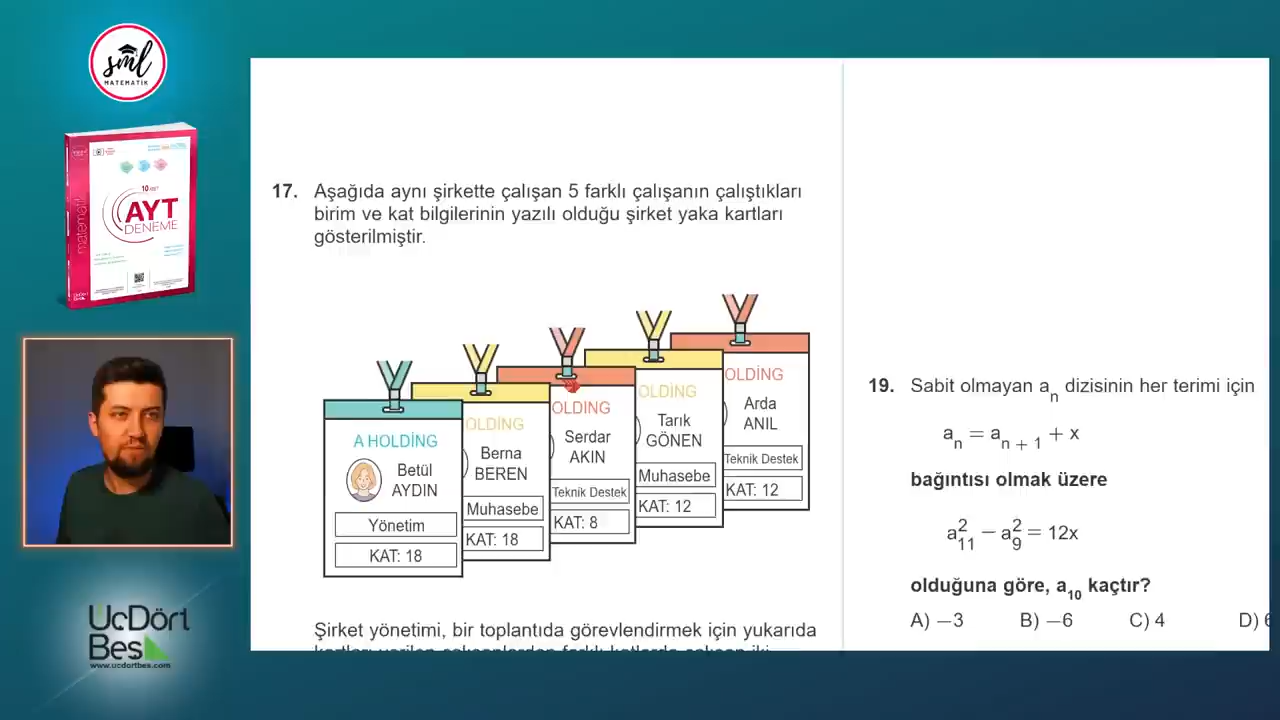 sml
MATEMATİK
10 
AYT
DENEME
matematik
ÜçDört
Beş
www.ucdortbes.com
17. Aşağıda aynı şirkette çalışan 5 farklı çalışanın çalıştıkları
birim ve kat bilgilerinin yazılı olduğu şirket yaka kartları
gösterilmiştir.
A HOLDİNG
Betül
AYDIN
Yönetim
KAT: 18
OLDİNG
Berna
BEREN
Muhasebe
KAT: 18
OLDİNG
Serdar
AKIN
Teknik Destek
KAT: 8
OLDİNG
Tarık
GÖNEN
Muhasebe
KAT: 12
OLDİNG
Arda
ANIL
Teknik Destek
KAT: 12
Şirket yönetimi, bir toplantıda görevlendirmek için yukarıda
19. Sabit olmayan aₙ dizisinin her terimi için
aₙ = aₙ ₊ ₁ + x
bağıntısı olmak üzere
a₁₁² − a₉² = 12x
olduğuna göre, a₁₀ kaçtır?
A) −3 B) −6 C) 4 D)